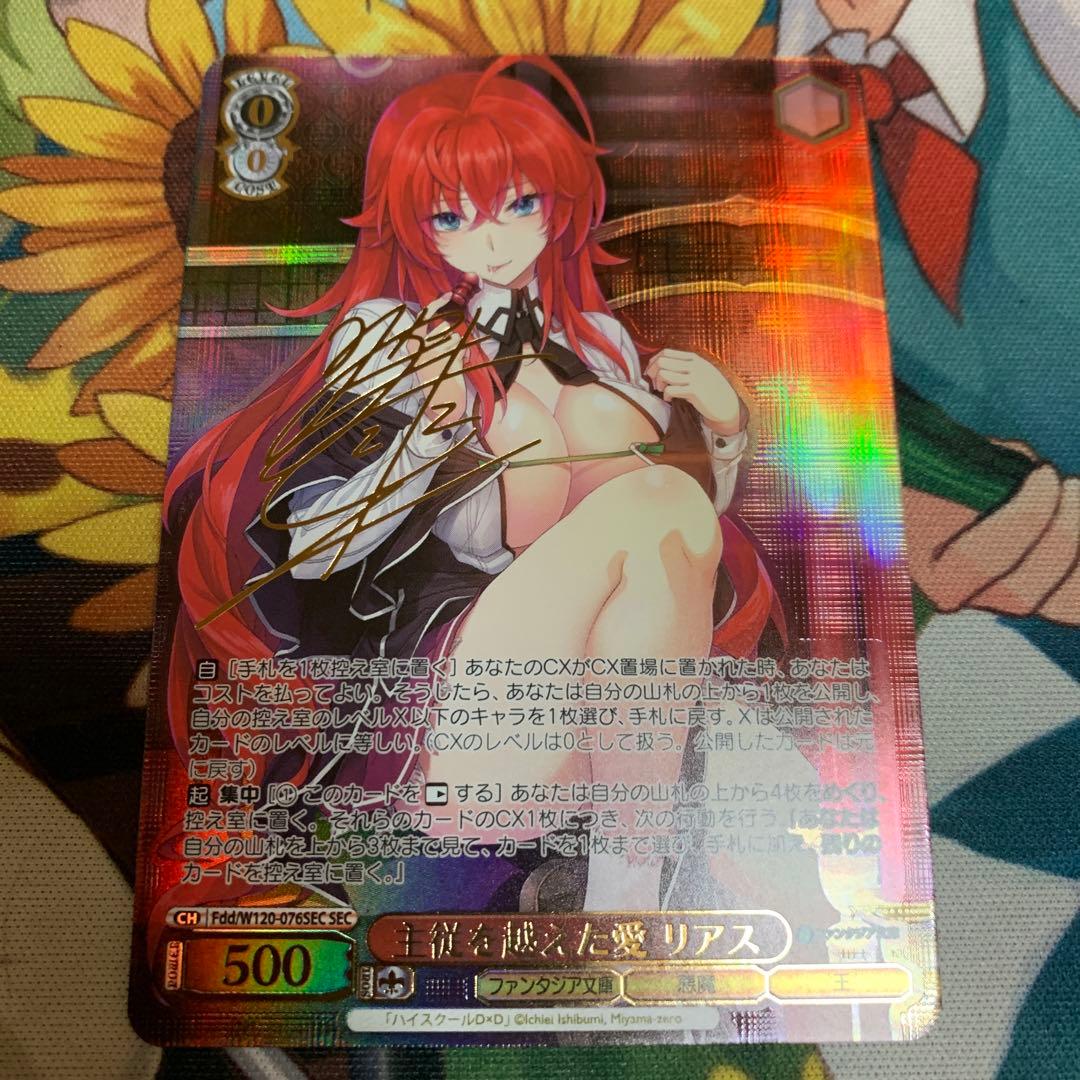 LEVEL
0
0
COST
自 [手札を1枚控え室に置く] あなたのCXがCX置場に置かれた時、あなたは
コストを払ってよい。そうしたら、あなたは自分の山札の上から1枚を公開し、
自分の控え室のレベルX以下のキャラを1枚選び、手札に戻す。Xは公開された
カードのレベルに等しい。(CXのレベルは0として扱う。公開したカードは元
に戻す)
起 集中 [① このカードを する] あなたは自分の山札の上から4枚をめくり、
控え室に置く。それらのカードのCX1枚につき、次の行動を行う。「あなたは
自分の山札を上から3枚まで見て、カードを1枚まで選び、手札に加え、残りの
カードを控え室に置く。」
CH Fdd/W120-076SEC SEC
主従を越えた愛 リアス
POWER 500
ファンタジア文庫 悪魔 王
「ハイスクールD×D」©Ichiei Ishibumi, Miyama-zero